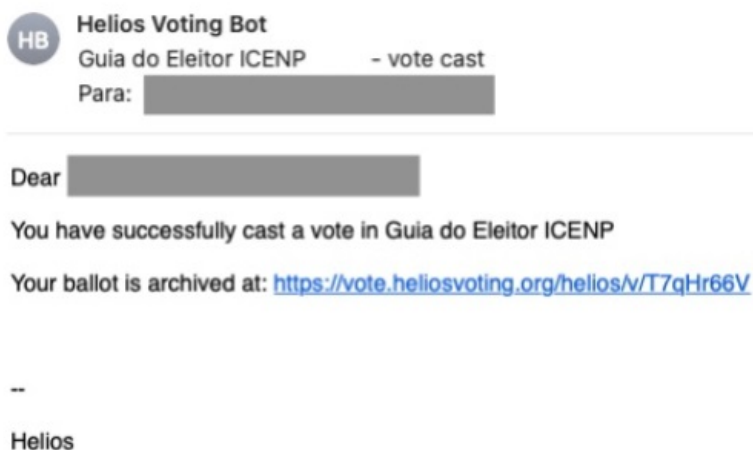 HB
Helios Voting Bot
Guia do Eleitor ICENP - vote cast
Para:
Dear
You have successfully cast a vote in Guia do Eleitor ICENP
Your ballot is archived at: https://vote.heliosvoting.org/helios/v/T7qHr66V
--
Helios